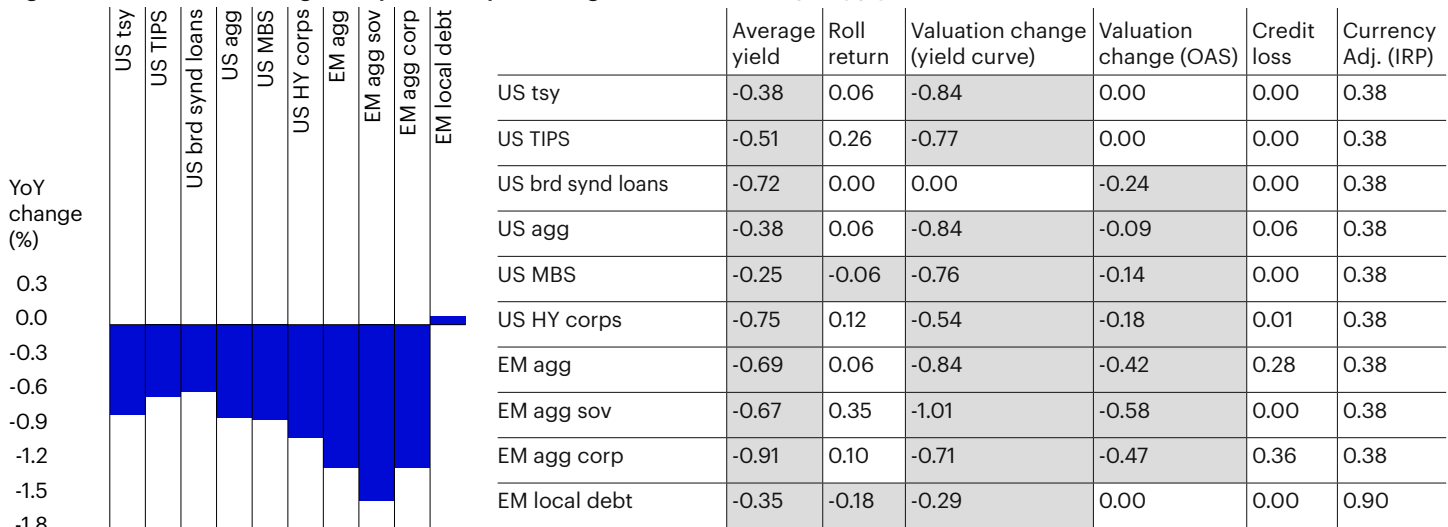 US tsy
US TIPS
US brd synd loans
US agg
US MBS
US HY corps
EM agg
EM agg sov
EM agg corp
EM local debt
YoY
change
(%)
0.3
0.0
-0.3
-0.6
-0.9
-1.2
-1.5
-1.8
Average yield Roll return Valuation change (yield curve) Valuation change (OAS) Credit loss Currency Adj. (IRP)
US tsy -0.38 0.06 -0.84 0.00 0.00 0.38
US TIPS -0.51 0.26 -0.77 0.00 0.00 0.38
US brd synd loans -0.72 0.00 0.00 -0.24 0.00 0.38
US agg -0.38 0.06 -0.84 -0.09 0.06 0.38
US MBS -0.25 -0.06 -0.76 -0.14 0.00 0.38
US HY corps -0.75 0.12 -0.54 -0.18 0.01 0.38
EM agg -0.69 0.06 -0.84 -0.42 0.28 0.38
EM agg sov -0.67 0.35 -1.01 -0.58 0.00 0.38
EM agg corp -0.91 0.10 -0.71 -0.47 0.36 0.38
EM local debt -0.35 -0.18 -0.29 0.00 0.00 0.90